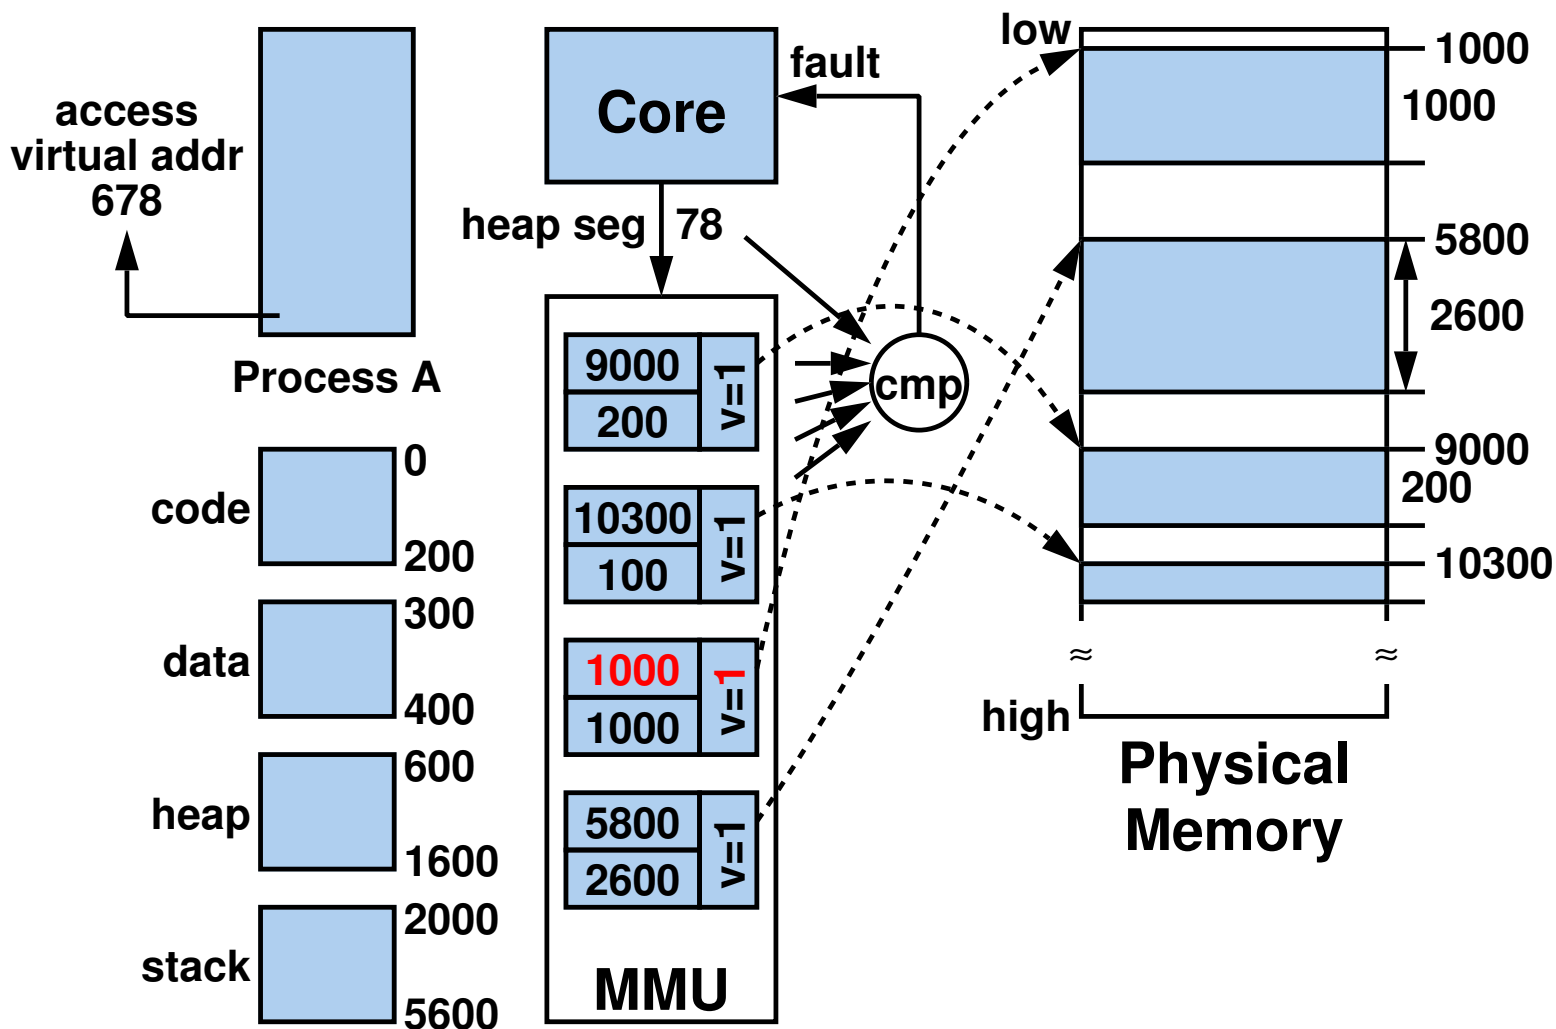 access
virtual addr
678
Process A
code
0
200
data
300
400
heap
600
1600
stack
2000
5600
Core
fault
heap seg
78
cmp
9000
200
v=1
10300
100
v=1
1000
1000
v=1
5800
2600
v=1
MMU
low
1000
1000
5800
2600
9000
200
10300
≈
≈
high
Physical
Memory